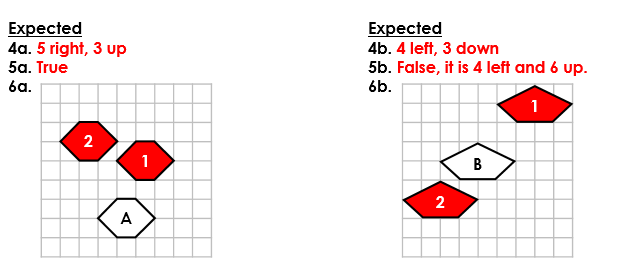 Expected
4a. 5 right, 3 up
5a. True
6a.
2
1
A
Expected
4b. 4 left, 3 down
5b. False, it is 4 left and 6 up.
6b.
1
B
2